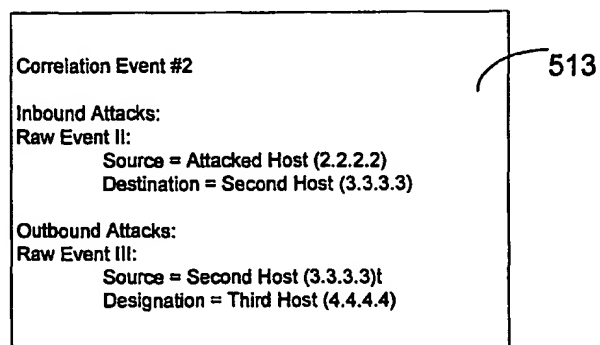 Correlation Event #2
513
Inbound Attacks:
Raw Event II:
Source = Attacked Host (2.2.2.2)
Destination = Second Host (3.3.3.3)
Outbound Attacks:
Raw Event III:
Source = Second Host (3.3.3.3)t
Designation = Third Host (4.4.4.4)